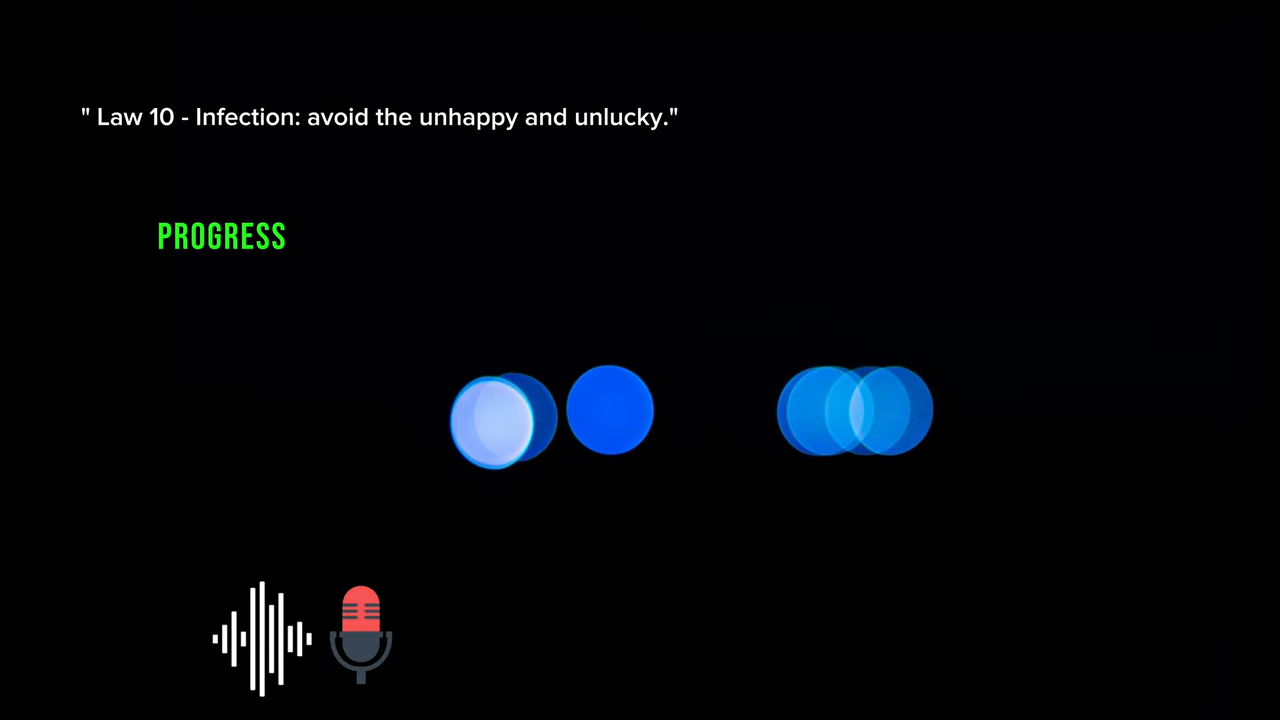 " Law 10 - Infection: avoid the unhappy and unlucky."
PROGRESS